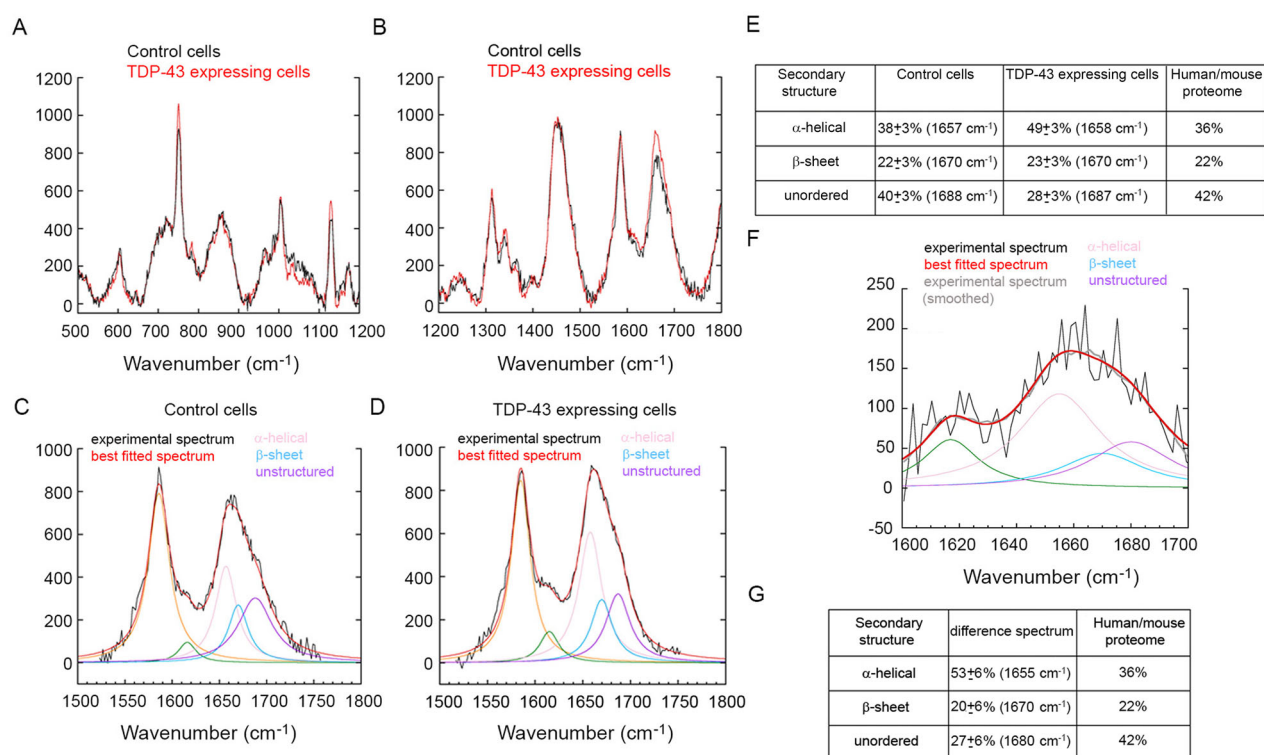 A
Control cells
TDP-43 expressing cells
1200
1000
800
600
400
200
0
500 600 700 800 900 1000 1100 1200
Wavenumber (cm-1)
B
Control cells
TDP-43 expressing cells
1200
1000
800
600
400
200
0
1200 1300 1400 1500 1600 1700 1800
Wavenumber (cm-1)
C
Control cells
experimental spectrum α-helical
best fitted spectrum β-sheet
unstructured
1000
800
600
400
200
0
1500 1550 1600 1650 1700 1750 1800
Wavenumber (cm-1)
D
TDP-43 expressing cells
experimental spectrum α-helical
best fitted spectrum β-sheet
unstructured
1000
800
600
400
200
0
1500 1550 1600 1650 1700 1750 1800
Wavenumber (cm-1)
E
Secondary structure Control cells TDP-43 expressing cells Human/mouse proteome
α-helical 38±3% (1657 cm-1) 49±3% (1658 cm-1) 36%
β-sheet 22±3% (1670 cm-1) 23±3% (1670 cm-1) 22%
unordered 40±3% (1688 cm-1) 28±3% (1687 cm-1) 42%
F
experimental spectrum α-helical
best fitted spectrum β-sheet
experimental spectrum unstructured
(smoothed)
250
200
150
100
50
0
-50
1600 1620 1640 1660 1680 1700
Wavenumber (cm-1)
G
Secondary structure difference spectrum Human/mouse proteome
α-helical 53±6% (1655 cm-1) 36%
β-sheet 20±6% (1670 cm-1) 22%
unordered 27±6% (1680 cm-1) 42%